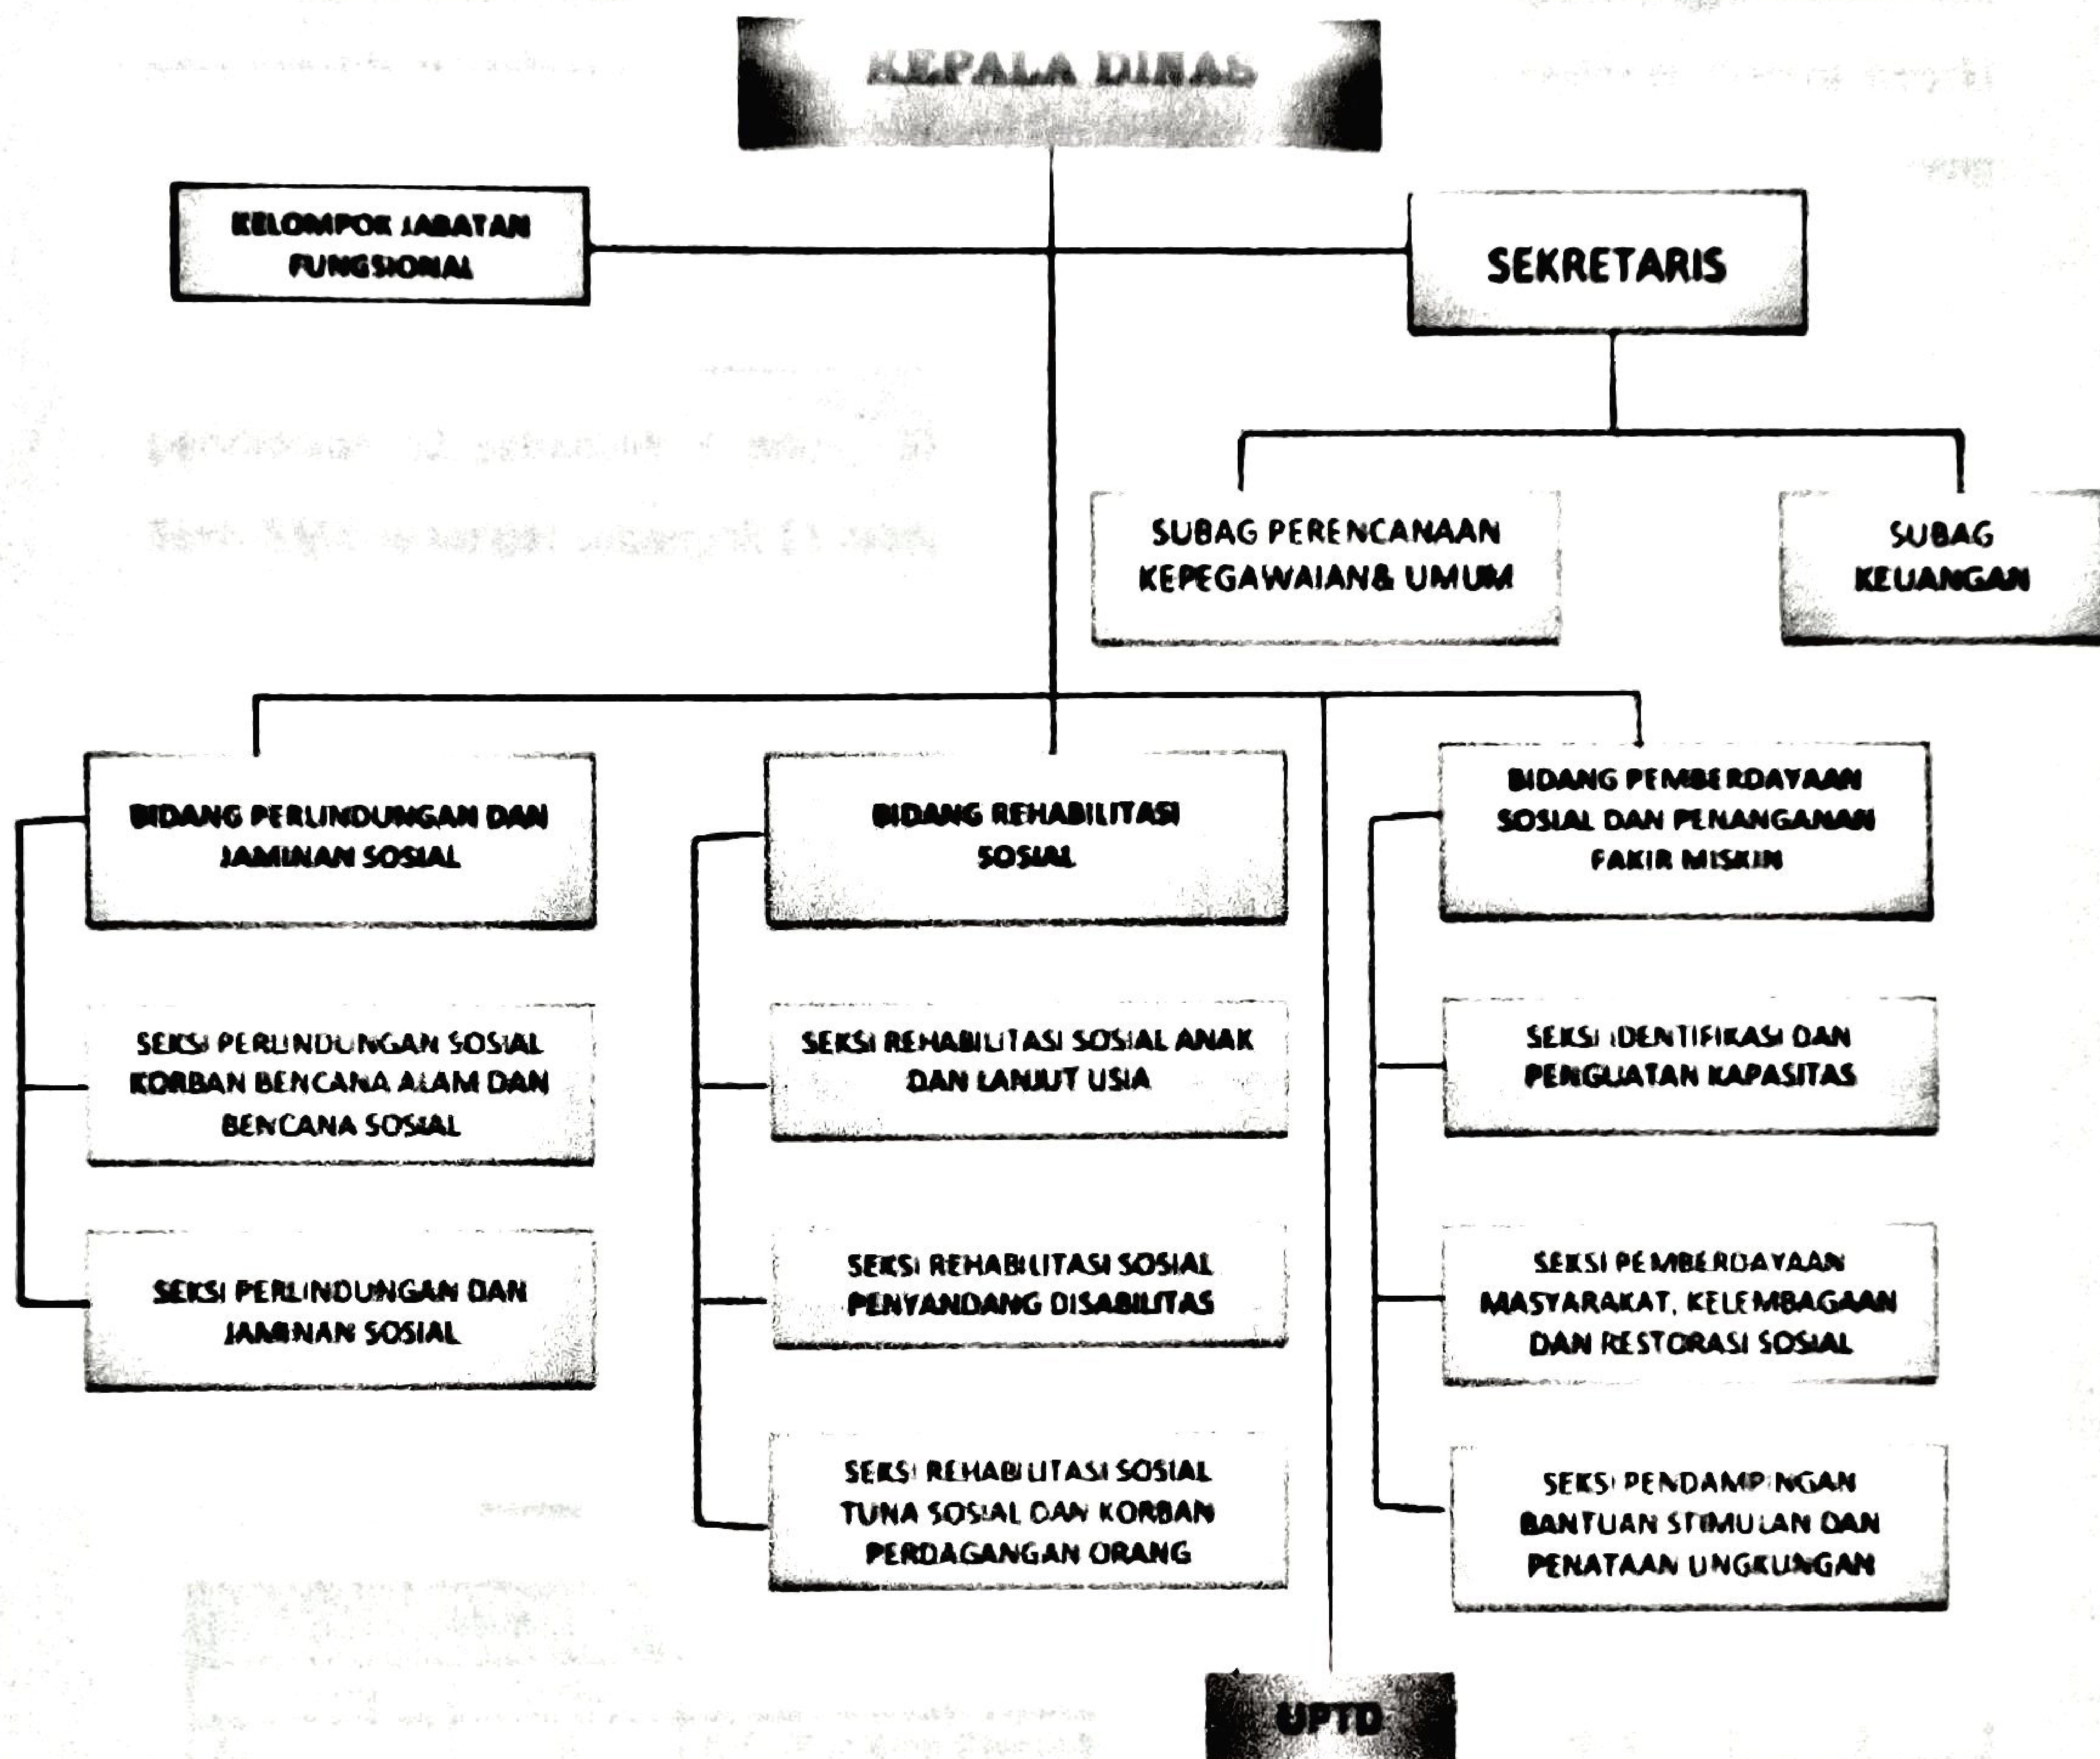 KEPALA DINAS
KELOMPOK JABATAN
FUNGSIONAL
SEKRETARIS
SUBAG PERENCANAAN
KEPEGAWAIAN& UMUM
SUBAG
KEUANGAN
BIDANG PERLINDUNGAN DAN
JAMINAN SOSIAL
BIDANG REHABILITASI
SOSIAL
BIDANG PEMBERDAYAAN
SOSIAL DAN PENANGANAN
FAKIR MISKIN
SEKSI PERLINDUNGAN SOSIAL
KORBAN BENCANA ALAM DAN
BENCANA SOSIAL
SEKSI REHABILITASI SOSIAL ANAK
DAN LANJUT USIA
SEKSI IDENTIFIKASI DAN
PENGUATAN KAPASITAS
SEKSI PERLINDUNGAN DAN
JAMINAN SOSIAL
SEKSI REHABILITASI SOSIAL
PENYANDANG DISABILITAS
SEKSI PEMBERDAYAAN
MASYARAKAT, KELEMBAGAAN
DAN RESTORASI SOSIAL
SEKSI REHABILITASI SOSIAL
TUNA SOSIAL DAN KORBAN
PERDAGANGAN ORANG
SEKSI PENDAMPINGAN
BANTUAN STIMULAN DAN
PENATAAN LINGKUNGAN
UPTD